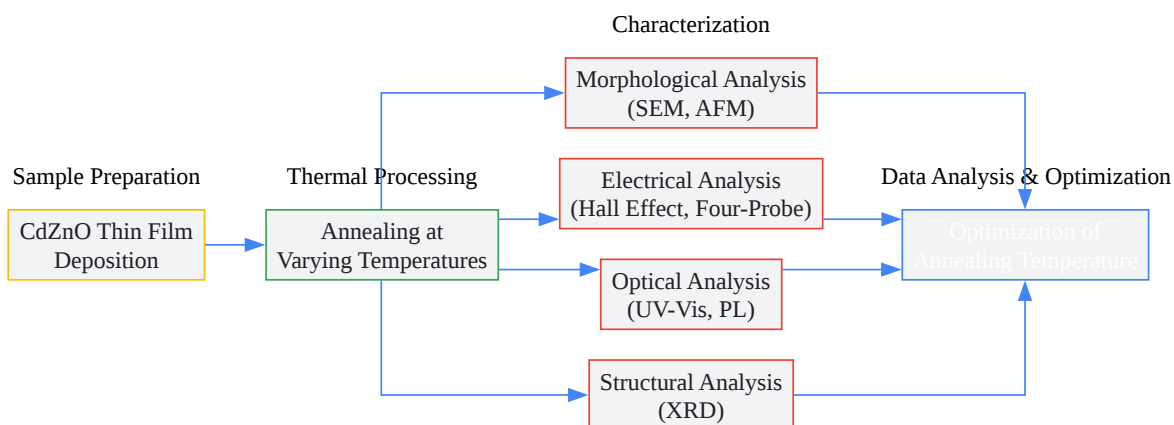 Characterization
Morphological Analysis
(SEM, AFM)
Sample Preparation
Thermal Processing
Electrical Analysis
(Hall Effect, Four-Probe)
Data Analysis & Optimization
CdZnO Thin Film
Deposition
Annealing at
Varying Temperatures
Optimization of
Annealing Temperature
Optical Analysis
(UV-Vis, PL)
Structural Analysis
(XRD)